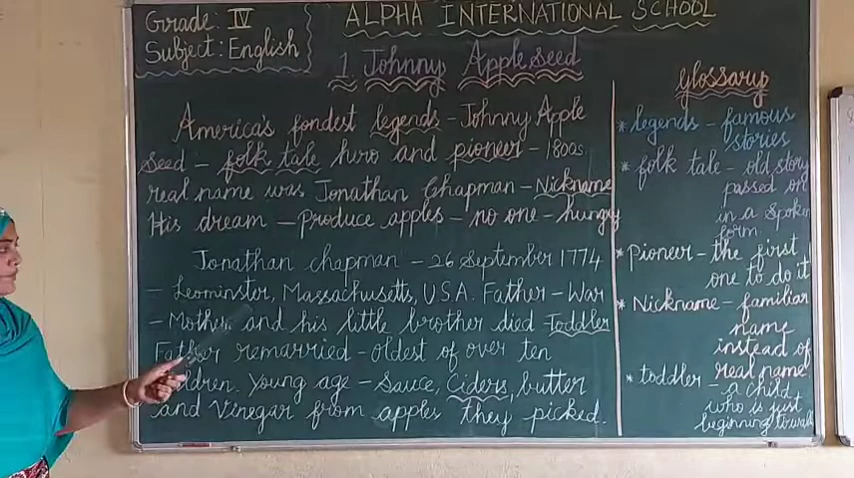 Grade: IV
Subject: English
ALPHA INTERNATIONAL SCHOOL
1. Johnny Apple seed
America's fondest legends - Johnny Apple
seed - folk tale hero and pioneer - 1800s
real name was Jonathan Chapman - Nickname
His dream - Produce apples - no one - hungry
Jonathan chapman - 26 September 1774
- Leominster, Massachusetts, U.S.A. Father - War
- Mother and his little brother died Toddler
Father remarried - oldest of over ten
ildren. Young age - Sauce, Ciders, butter
and Vinegar from apples they picked.
Glossary
* legends - famous
stories
* folk tale - old story
passed on
in a spoken
form.
* Pioneer - the first
one to do it
* Nickname - familiar
name
instead of
real name
* toddler - a child
who is just
beginning to walk